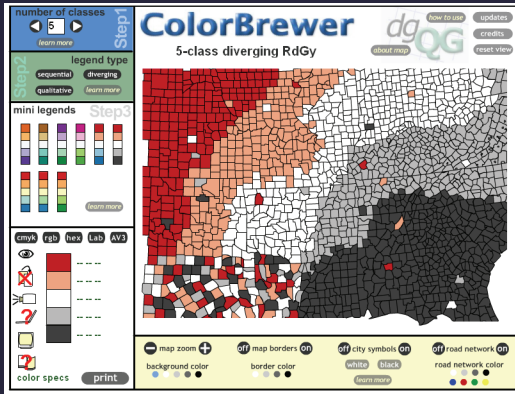 number of classes
5
learn more
Step1
ColorBrewer
5-class diverging RdGy
dg
QG
how to use
about map
updates
credits
reset view
Step2
legend type
sequential
diverging
qualitative
learn more
mini legends
Step3
learn more
cmyk
rgb
hex
Lab
AV3
color specs
print
map zoom
off map borders on
off city symbols on
off road network on
background color
border color
white
black
road network color
learn more